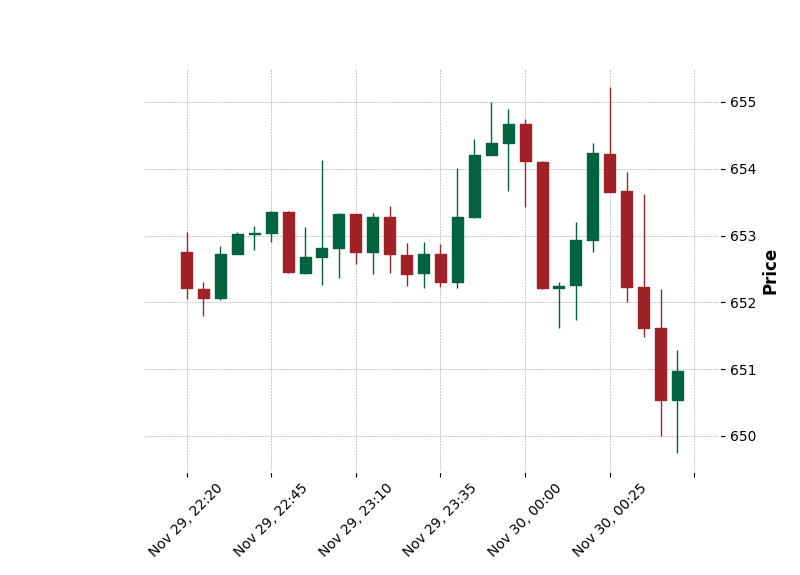 655
654
653
652
651
650
Price
Nov 29, 22:20
Nov 29, 22:45
Nov 29, 23:10
Nov 29, 23:35
Nov 30, 00:00
Nov 30, 00:25